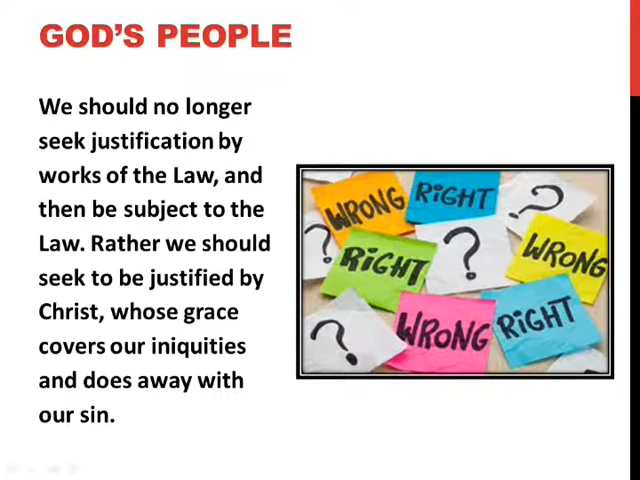 GOD'S PEOPLE
We should no longer
seek justification by
works of the Law, and
then be subject to the
Law. Rather we should
seek to be justified by
Christ, whose grace
covers our iniquities
and does away with
our sin.
WRONG
RiGHT
?
?
RiGHT
?
WRONG
?
WRONG
RiGHT